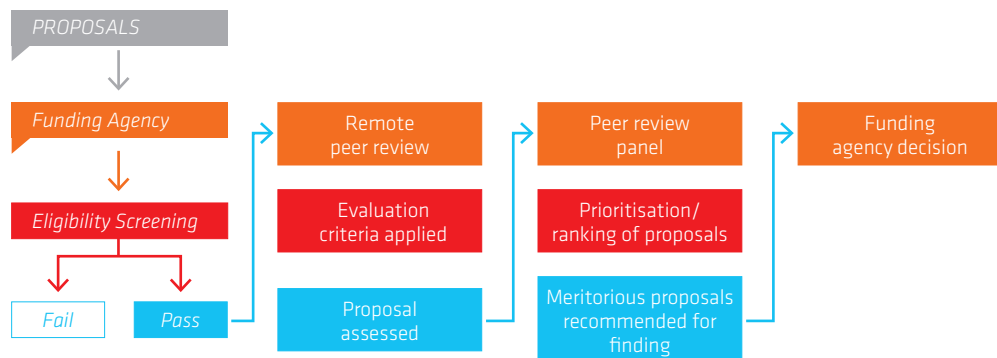 PROPOSALS
Funding Agency
Eligibility Screening
Fail
Pass
Remote
peer review
Evaluation
criteria applied
Proposal
assessed
Peer review
panel
Prioritisation/
ranking of proposals
Meritorious proposals
recommended for
finding
Funding
agency decision